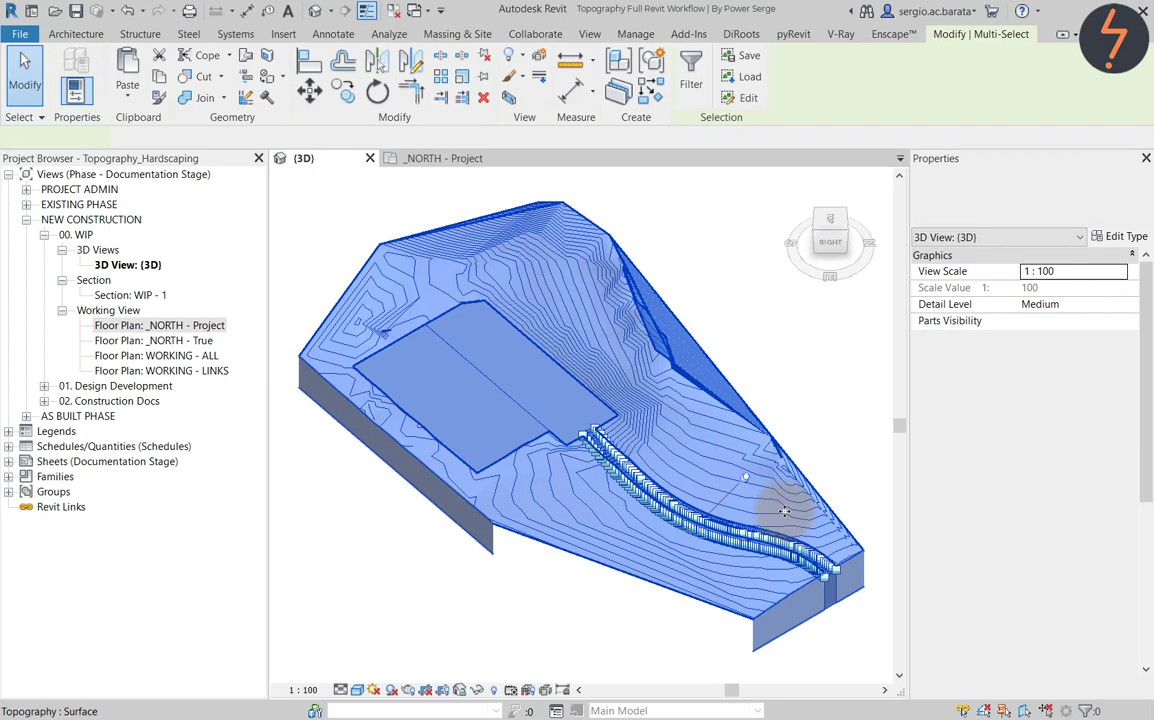 Autodesk Revit Topography Full Revit Workflow | By Power Serge sergio.ac.barata
File Architecture Structure Steel Systems Insert Annotate Analyze Massing & Site Collaborate View Manage Add-Ins DiRoots pyRevit V-Ray Enscape™ Modify | Multi-Select
Modify Paste Cope Cut Join Filter Save Load Edit
Select Properties Clipboard Geometry Modify View Measure Create Selection
Project Browser - Topography_Hardscaping
(3D)
_NORTH - Project
Properties
Views (Phase - Documentation Stage)
PROJECT ADMIN
EXISTING PHASE
NEW CONSTRUCTION
00. WIP
3D Views
3D View: {3D}
Section
Section: WIP - 1
Working View
Floor Plan: _NORTH - Project
Floor Plan: _NORTH - True
Floor Plan: WORKING - ALL
Floor Plan: WORKING - LINKS
01. Design Development
02. Construction Docs
AS BUILT PHASE
Legends
Schedules/Quantities (Schedules)
Sheets (Documentation Stage)
Families
Groups
Revit Links
RIGHT
3D View: {3D} Edit Type
Graphics
View Scale 1 : 100
Scale Value 1: 100
Detail Level Medium
Parts Visibility
1 : 100
Topography : Surface :0 Main Model :0